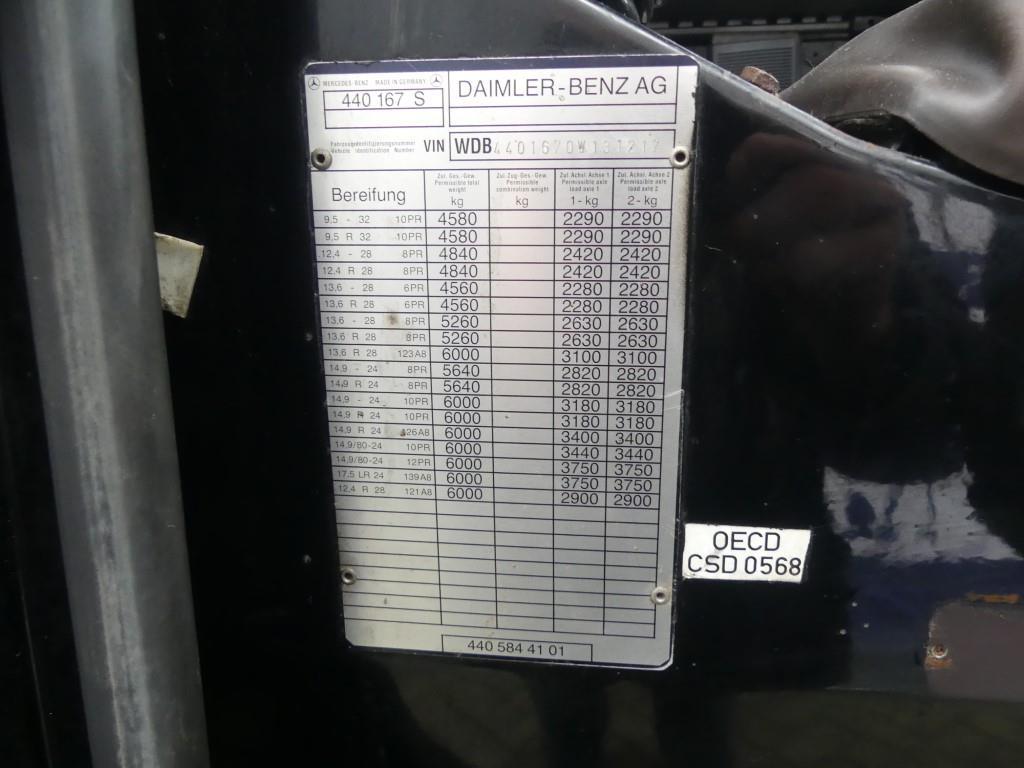 MERCEDES-BENZ MADE IN GERMANY
440 167 S
DAIMLER-BENZ AG
Fahrzeugidentifizierungsnummer
Vehicle Identification Number
VIN WDB4401670W131217
Bereifung
Zul. Ges.-Gew. Permissible total weight kg
Zul. Zug-Ges.-Gew. Permissible combination weight kg
Zul. Achsl. Achse 1 Permissible axle load axle 1 1-kg
Zul. Achsl. Achse 2 Permissible axle load axle 2 2-kg
9,5 - 32 10PR 4580 2290 2290
9,5 R 32 10PR 4580 2290 2290
12,4 - 28 8PR 4840 2420 2420
12,4 R 28 8PR 4840 2420 2420
13,6 - 28 6PR 4560 2280 2280
13,6 R 28 6PR 4560 2280 2280
13,6 - 28 8PR 5260 2630 2630
13,6 R 28 8PR 5260 2630 2630
13,6 R 28 123A8 6000 3100 3100
14,9 - 24 8PR 5640 2820 2820
14,9 R 24 8PR 5640 2820 2820
14,9 - 24 10PR 6000 3180 3180
14,9 R 24 10PR 6000 3180 3180
14,9 R 24 126A8 6000 3400 3400
14,9/80-24 10PR 6000 3440 3440
14,9/80-24 12PR 6000 3750 3750
17,5 LR 24 139A8 6000 3750 3750
12,4 R 28 121A8 6000 2900 2900
440 584 41 01
OECD
CSD 0568